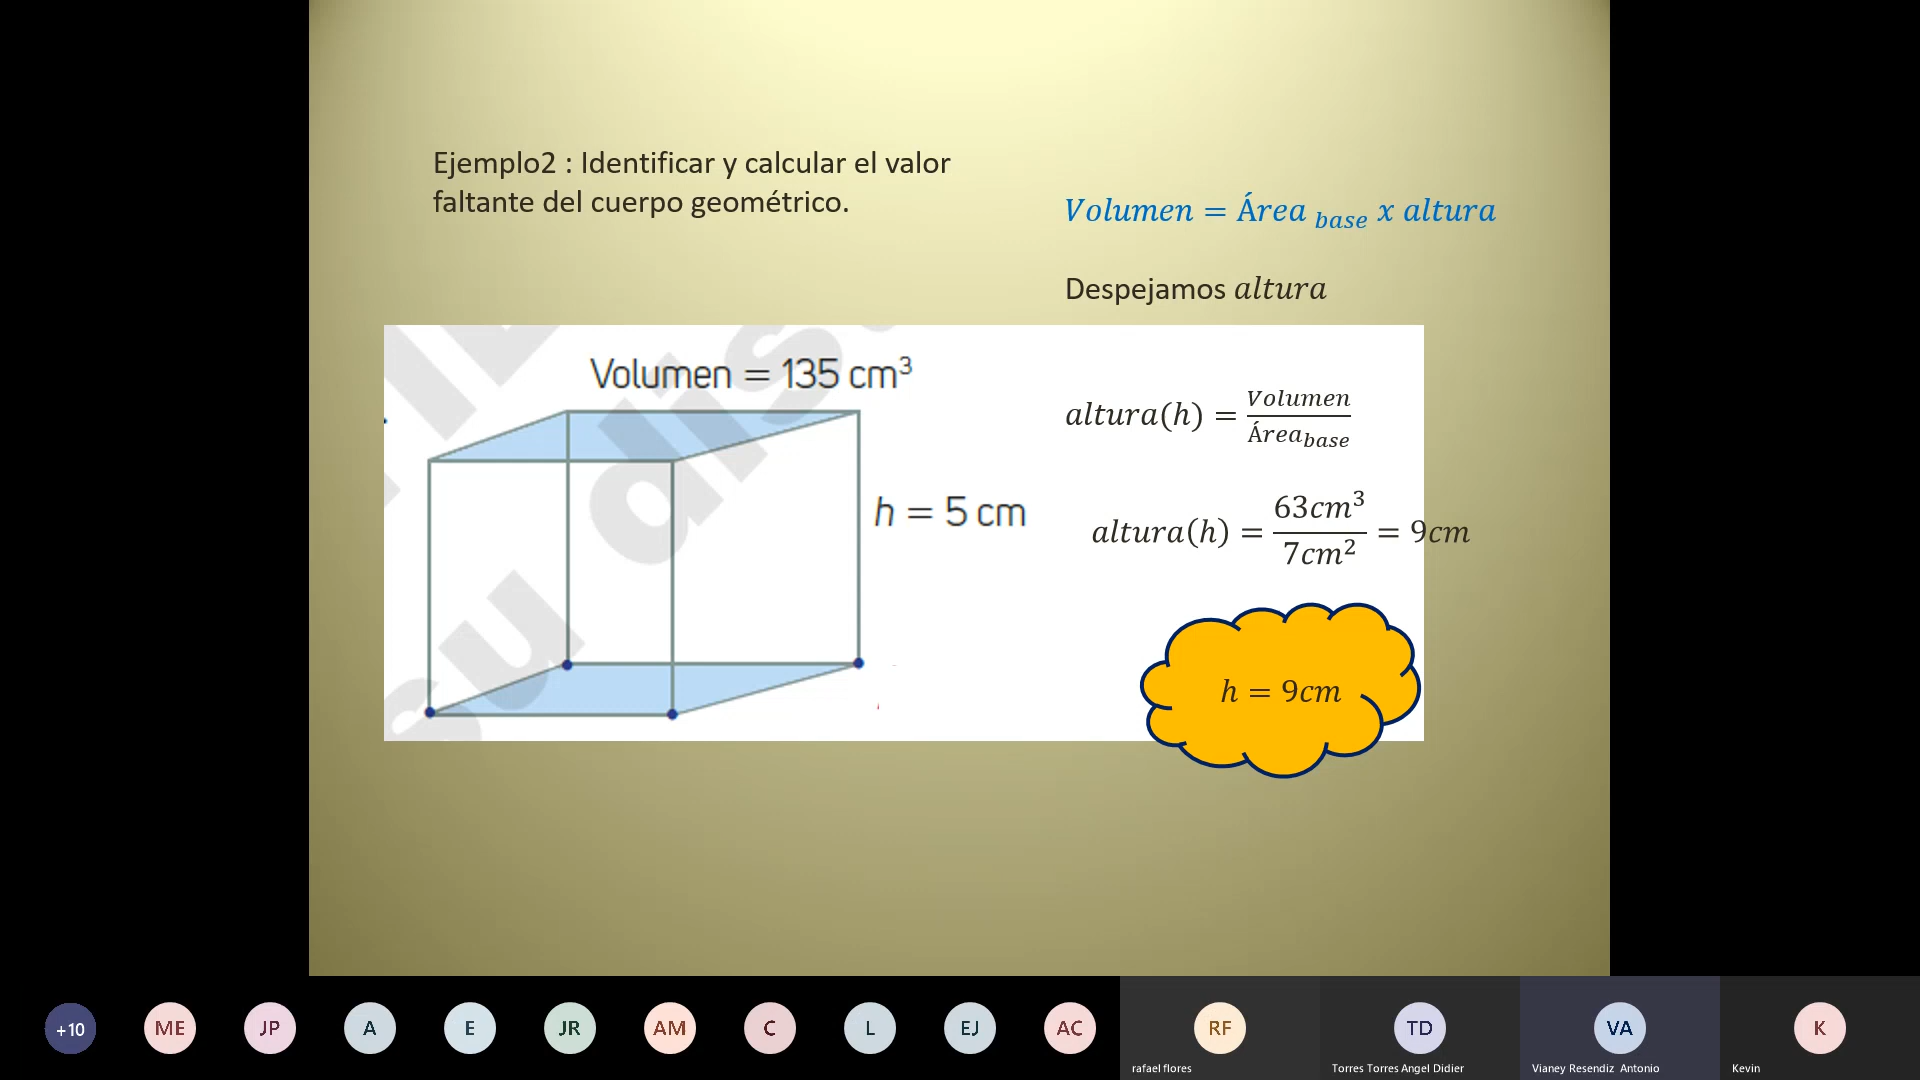 Ejemplo2 : Identificar y calcular el valor
faltante del cuerpo geométrico.
Volumen = Área base x altura
Despejamos altura
Volumen = 135 cm³
h = 5 cm
altura(h) = Volumen / Área base
altura(h) = 63cm³ / 7cm² = 9cm
h = 9cm
su dis
+10
ME
JP
A
E
JR
AM
C
L
EJ
AC
RF
rafael flores
TD
Torres Torres Angel Didier
VA
Vianey Resendiz Antonio
K
Kevin